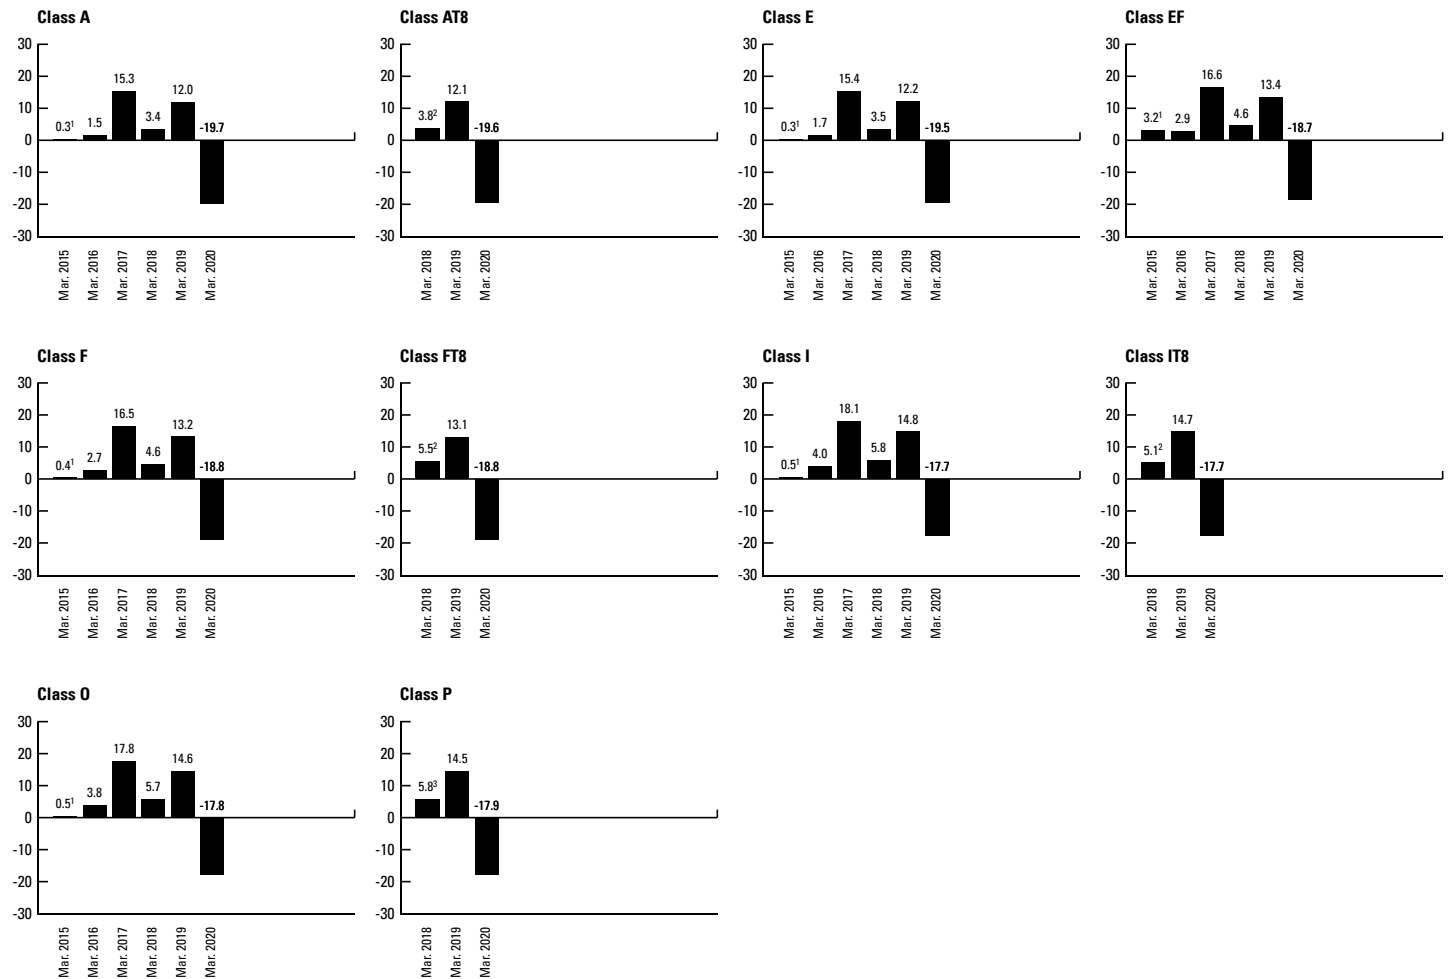 Class A
30
20
10
0
-10
-20
-30
0.3¹
1.5
15.3
3.4
12.0
-19.7
Mar. 2015
Mar. 2016
Mar. 2017
Mar. 2018
Mar. 2019
Mar. 2020
Class AT8
30
20
10
0
-10
-20
-30
3.8²
12.1
-19.6
Mar. 2018
Mar. 2019
Mar. 2020
Class E
30
20
10
0
-10
-20
-30
0.3¹
1.7
15.4
3.5
12.2
-19.5
Mar. 2015
Mar. 2016
Mar. 2017
Mar. 2018
Mar. 2019
Mar. 2020
Class EF
30
20
10
0
-10
-20
-30
3.2¹
2.9
16.6
4.6
13.4
-18.7
Mar. 2015
Mar. 2016
Mar. 2017
Mar. 2018
Mar. 2019
Mar. 2020
Class F
30
20
10
0
-10
-20
-30
0.4¹
2.7
16.5
4.6
13.2
-18.8
Mar. 2015
Mar. 2016
Mar. 2017
Mar. 2018
Mar. 2019
Mar. 2020
Class FT8
30
20
10
0
-10
-20
-30
5.5²
13.1
-18.8
Mar. 2018
Mar. 2019
Mar. 2020
Class I
30
20
10
0
-10
-20
-30
0.5¹
4.0
18.1
5.8
14.8
-17.7
Mar. 2015
Mar. 2016
Mar. 2017
Mar. 2018
Mar. 2019
Mar. 2020
Class IT8
30
20
10
0
-10
-20
-30
5.1²
14.7
-17.7
Mar. 2018
Mar. 2019
Mar. 2020
Class O
30
20
10
0
-10
-20
-30
0.5¹
3.8
17.8
5.7
14.6
-17.8
Mar. 2015
Mar. 2016
Mar. 2017
Mar. 2018
Mar. 2019
Mar. 2020
Class P
30
20
10
0
-10
-20
-30
5.8³
14.5
-17.9
Mar. 2018
Mar. 2019
Mar. 2020